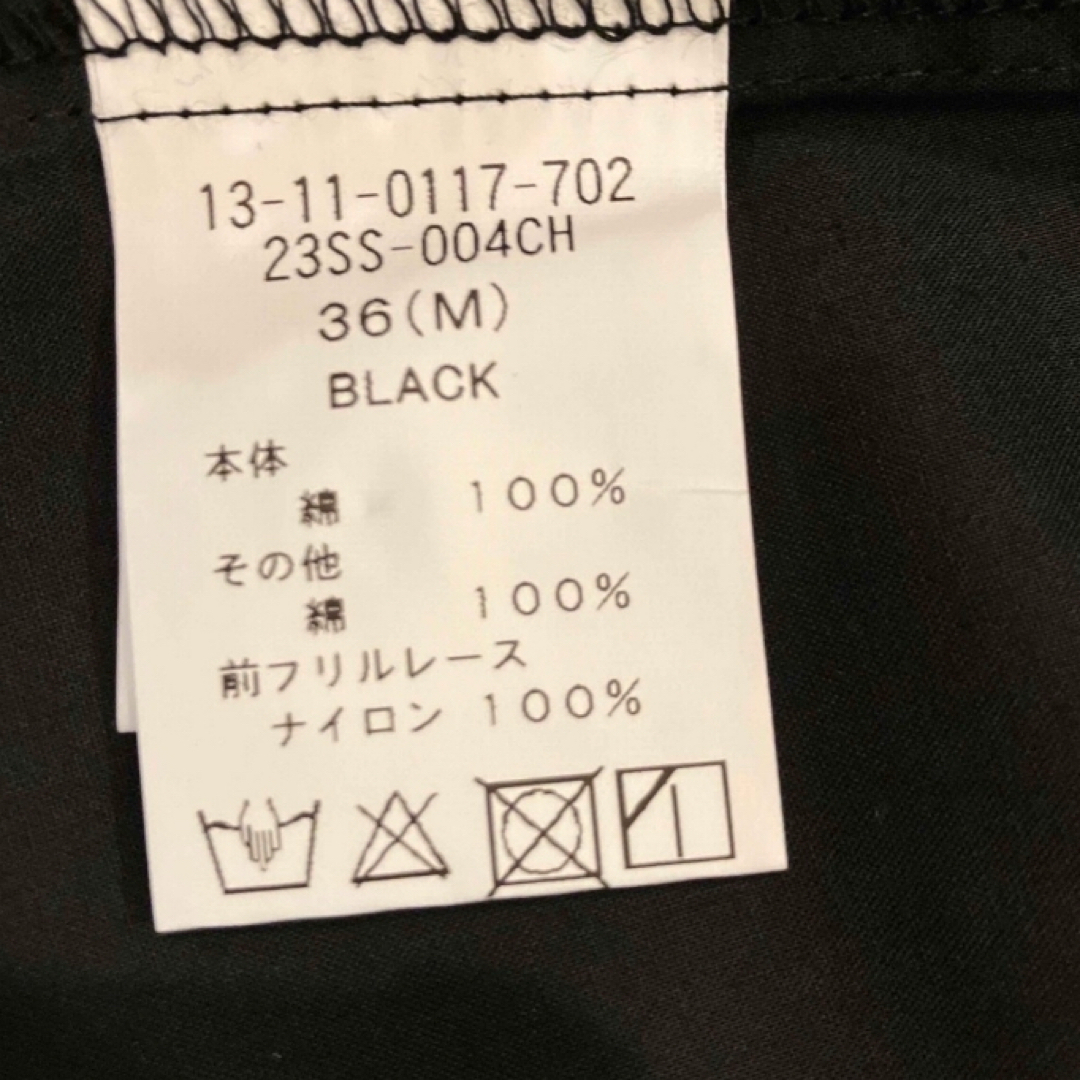 13-11-0117-702
23SS-004CH
36(M)
BLACK
本体
綿 100%
その他
綿 100%
前フリルレース
ナイロン 100%